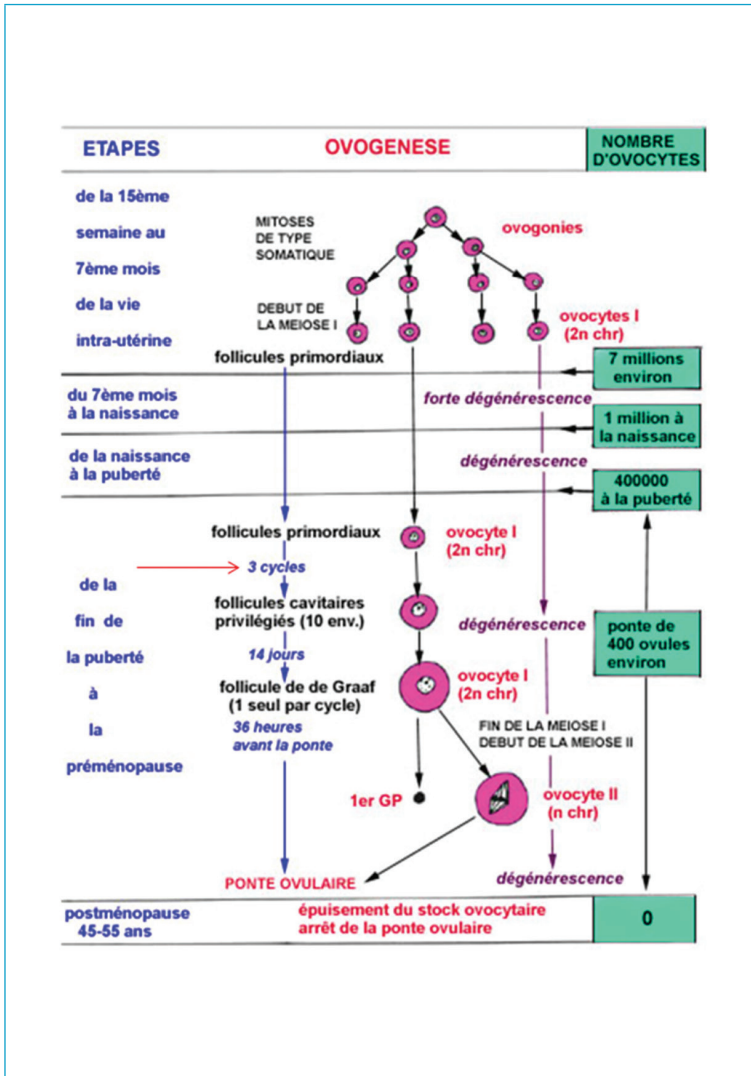 ETAPES
OVOGENESE
NOMBRE
D'OVOCYTES
de la 15ème
semaine au
7ème mois
de la vie
intra-utérine
MITOSES
DE TYPE
SOMATIQUE
ovogonies
DEBUT DE
LA MEIOSE I
ovocytes I
(2n chr)
follicules primordiaux
7 millions
environ
du 7ème mois
à la naissance
forte dégénérescence
1 million à
la naissance
de la naissance
à la puberté
dégénérescence
400000
à la puberté
follicules primordiaux
ovocyte I
(2n chr)
3 cycles
de la
fin de
la puberté
à
la
préménopause
follicules cavitaires
privilégiés (10 env.)
dégénérescence
ponte de
400 ovules
environ
14 jours
follicule de de Graaf
(1 seul par cycle)
ovocyte I
(2n chr)
36 heures
avant la ponte
FIN DE LA MEIOSE I
DEBUT DE LA MEIOSE II
1er GP
ovocyte II
(n chr)
PONTE OVULAIRE
dégénérescence
postménopause
45-55 ans
épuisement du stock ovocytaire
arrêt de la ponte ovulaire
0